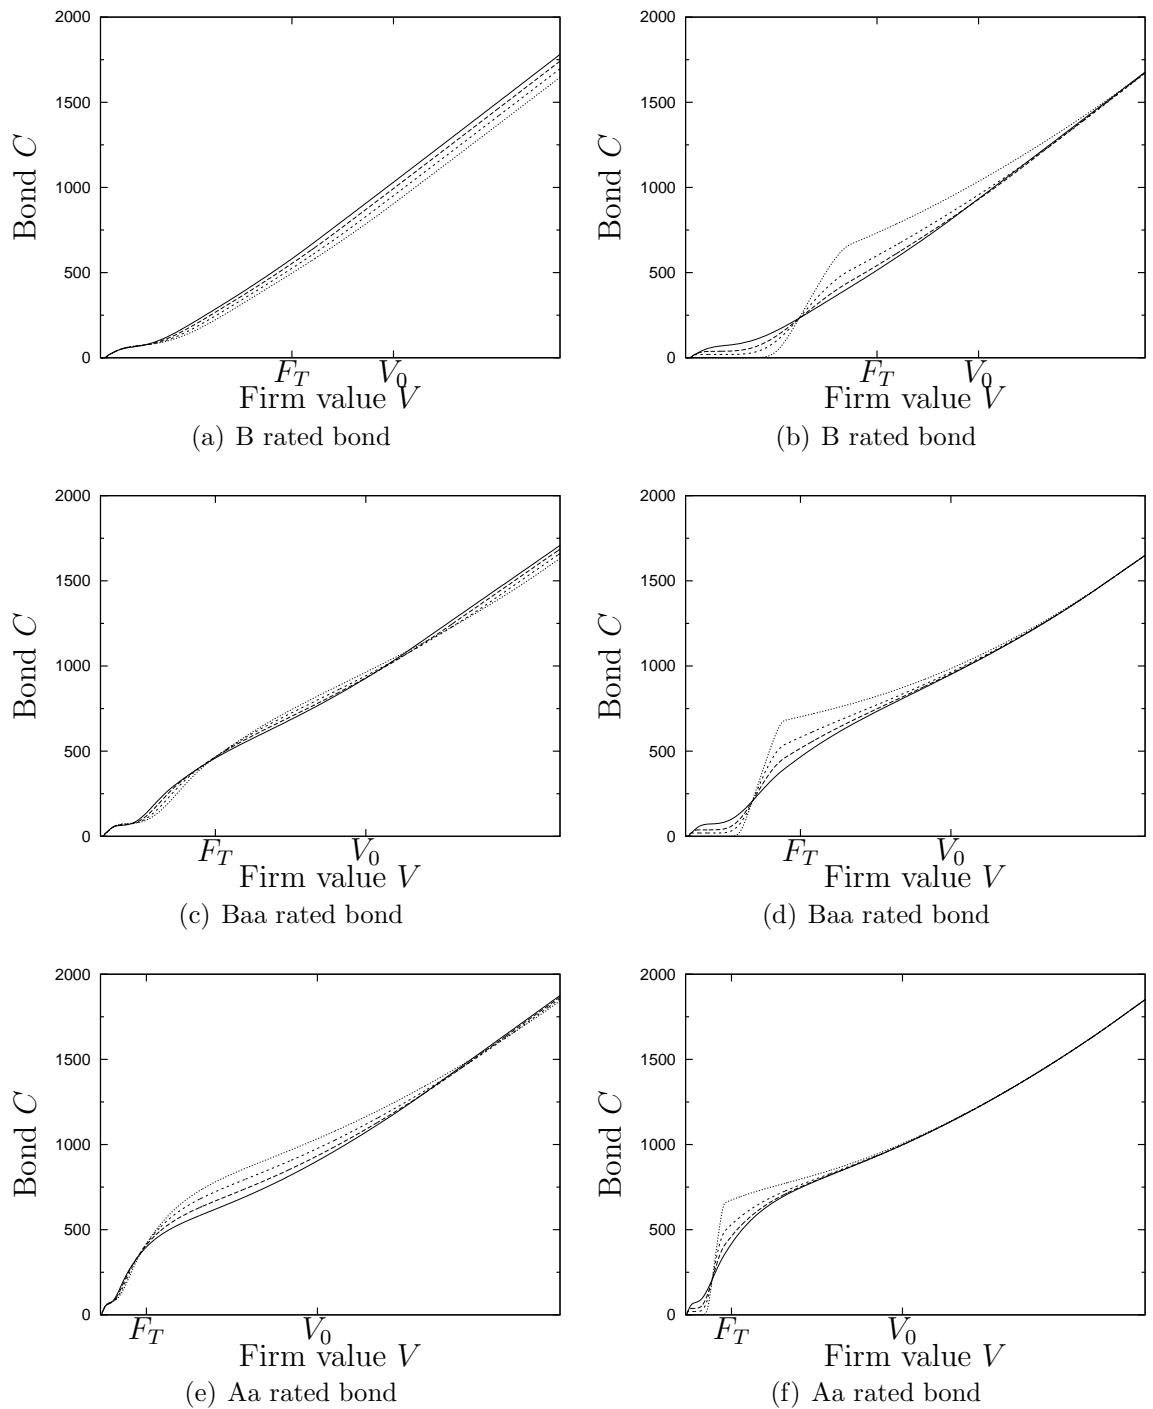 2000
1500
1000
500
0
Bond C
F_T V_0
Firm value V
(a) B rated bond
2000
1500
1000
500
0
Bond C
F_T V_0
Firm value V
(b) B rated bond
2000
1500
1000
500
0
Bond C
F_T V_0
Firm value V
(c) Baa rated bond
2000
1500
1000
500
0
Bond C
F_T V_0
Firm value V
(d) Baa rated bond
2000
1500
1000
500
0
Bond C
F_T V_0
Firm value V
(e) Aa rated bond
2000
1500
1000
500
0
Bond C
F_T V_0
Firm value V
(f) Aa rated bond